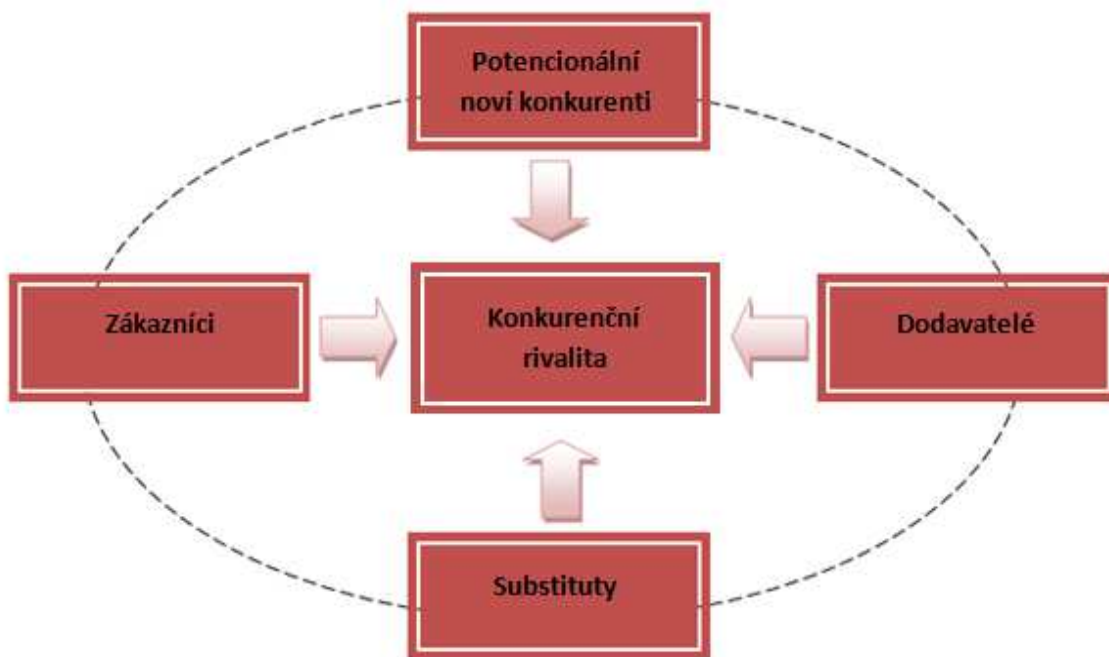 Potencionální
noví konkurenti
Zákazníci
Konkurenční
rivalita
Dodavatelé
Substituty